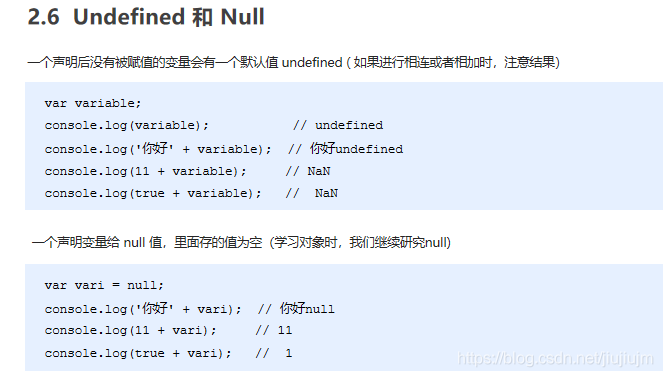 2.6 Undefined 和 Null
一个声明后没有被赋值的变量会有一个默认值 undefined ( 如果进行相连或者相加时，注意结果）
var variable;
console.log(variable); // undefined
console.log('你好' + variable); // 你好undefined
console.log(11 + variable); // NaN
console.log(true + variable); // NaN
一个声明变量给 null 值，里面存的值为空（学习对象时，我们继续研究null)
var vari = null;
console.log('你好' + vari); // 你好null
console.log(11 + vari); // 11
console.log(true + vari); // 1
https://blog.csdn.net/jiujiujrn